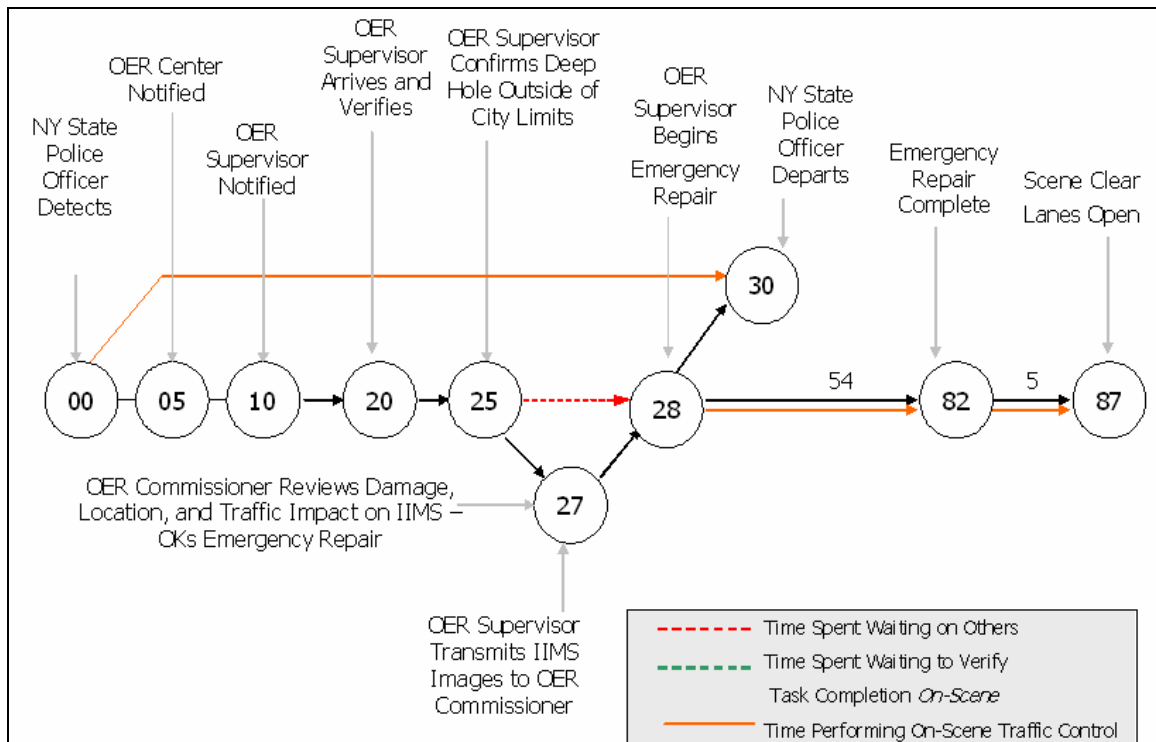 NY State
Police
Officer
Detects
OER Center
Notified
OER
Supervisor
Notified
OER
Supervisor
Arrives and
Verifies
OER Supervisor
Confirms Deep
Hole Outside of
City Limits
OER
Supervisor
Begins
Emergency
Repair
NY State
Police
Officer
Departs
Emergency
Repair
Complete
Scene Clear
Lanes Open
30
00
05
10
20
25
28
54
82
5
87
27
OER Commissioner Reviews Damage,
Location, and Traffic Impact on IIMS –
OKs Emergency Repair
OER Supervisor
Transmits IIMS
Images to OER
Commissioner
Time Spent Waiting on Others
Time Spent Waiting to Verify
Task Completion On-Scene
Time Performing On-Scene Traffic Control